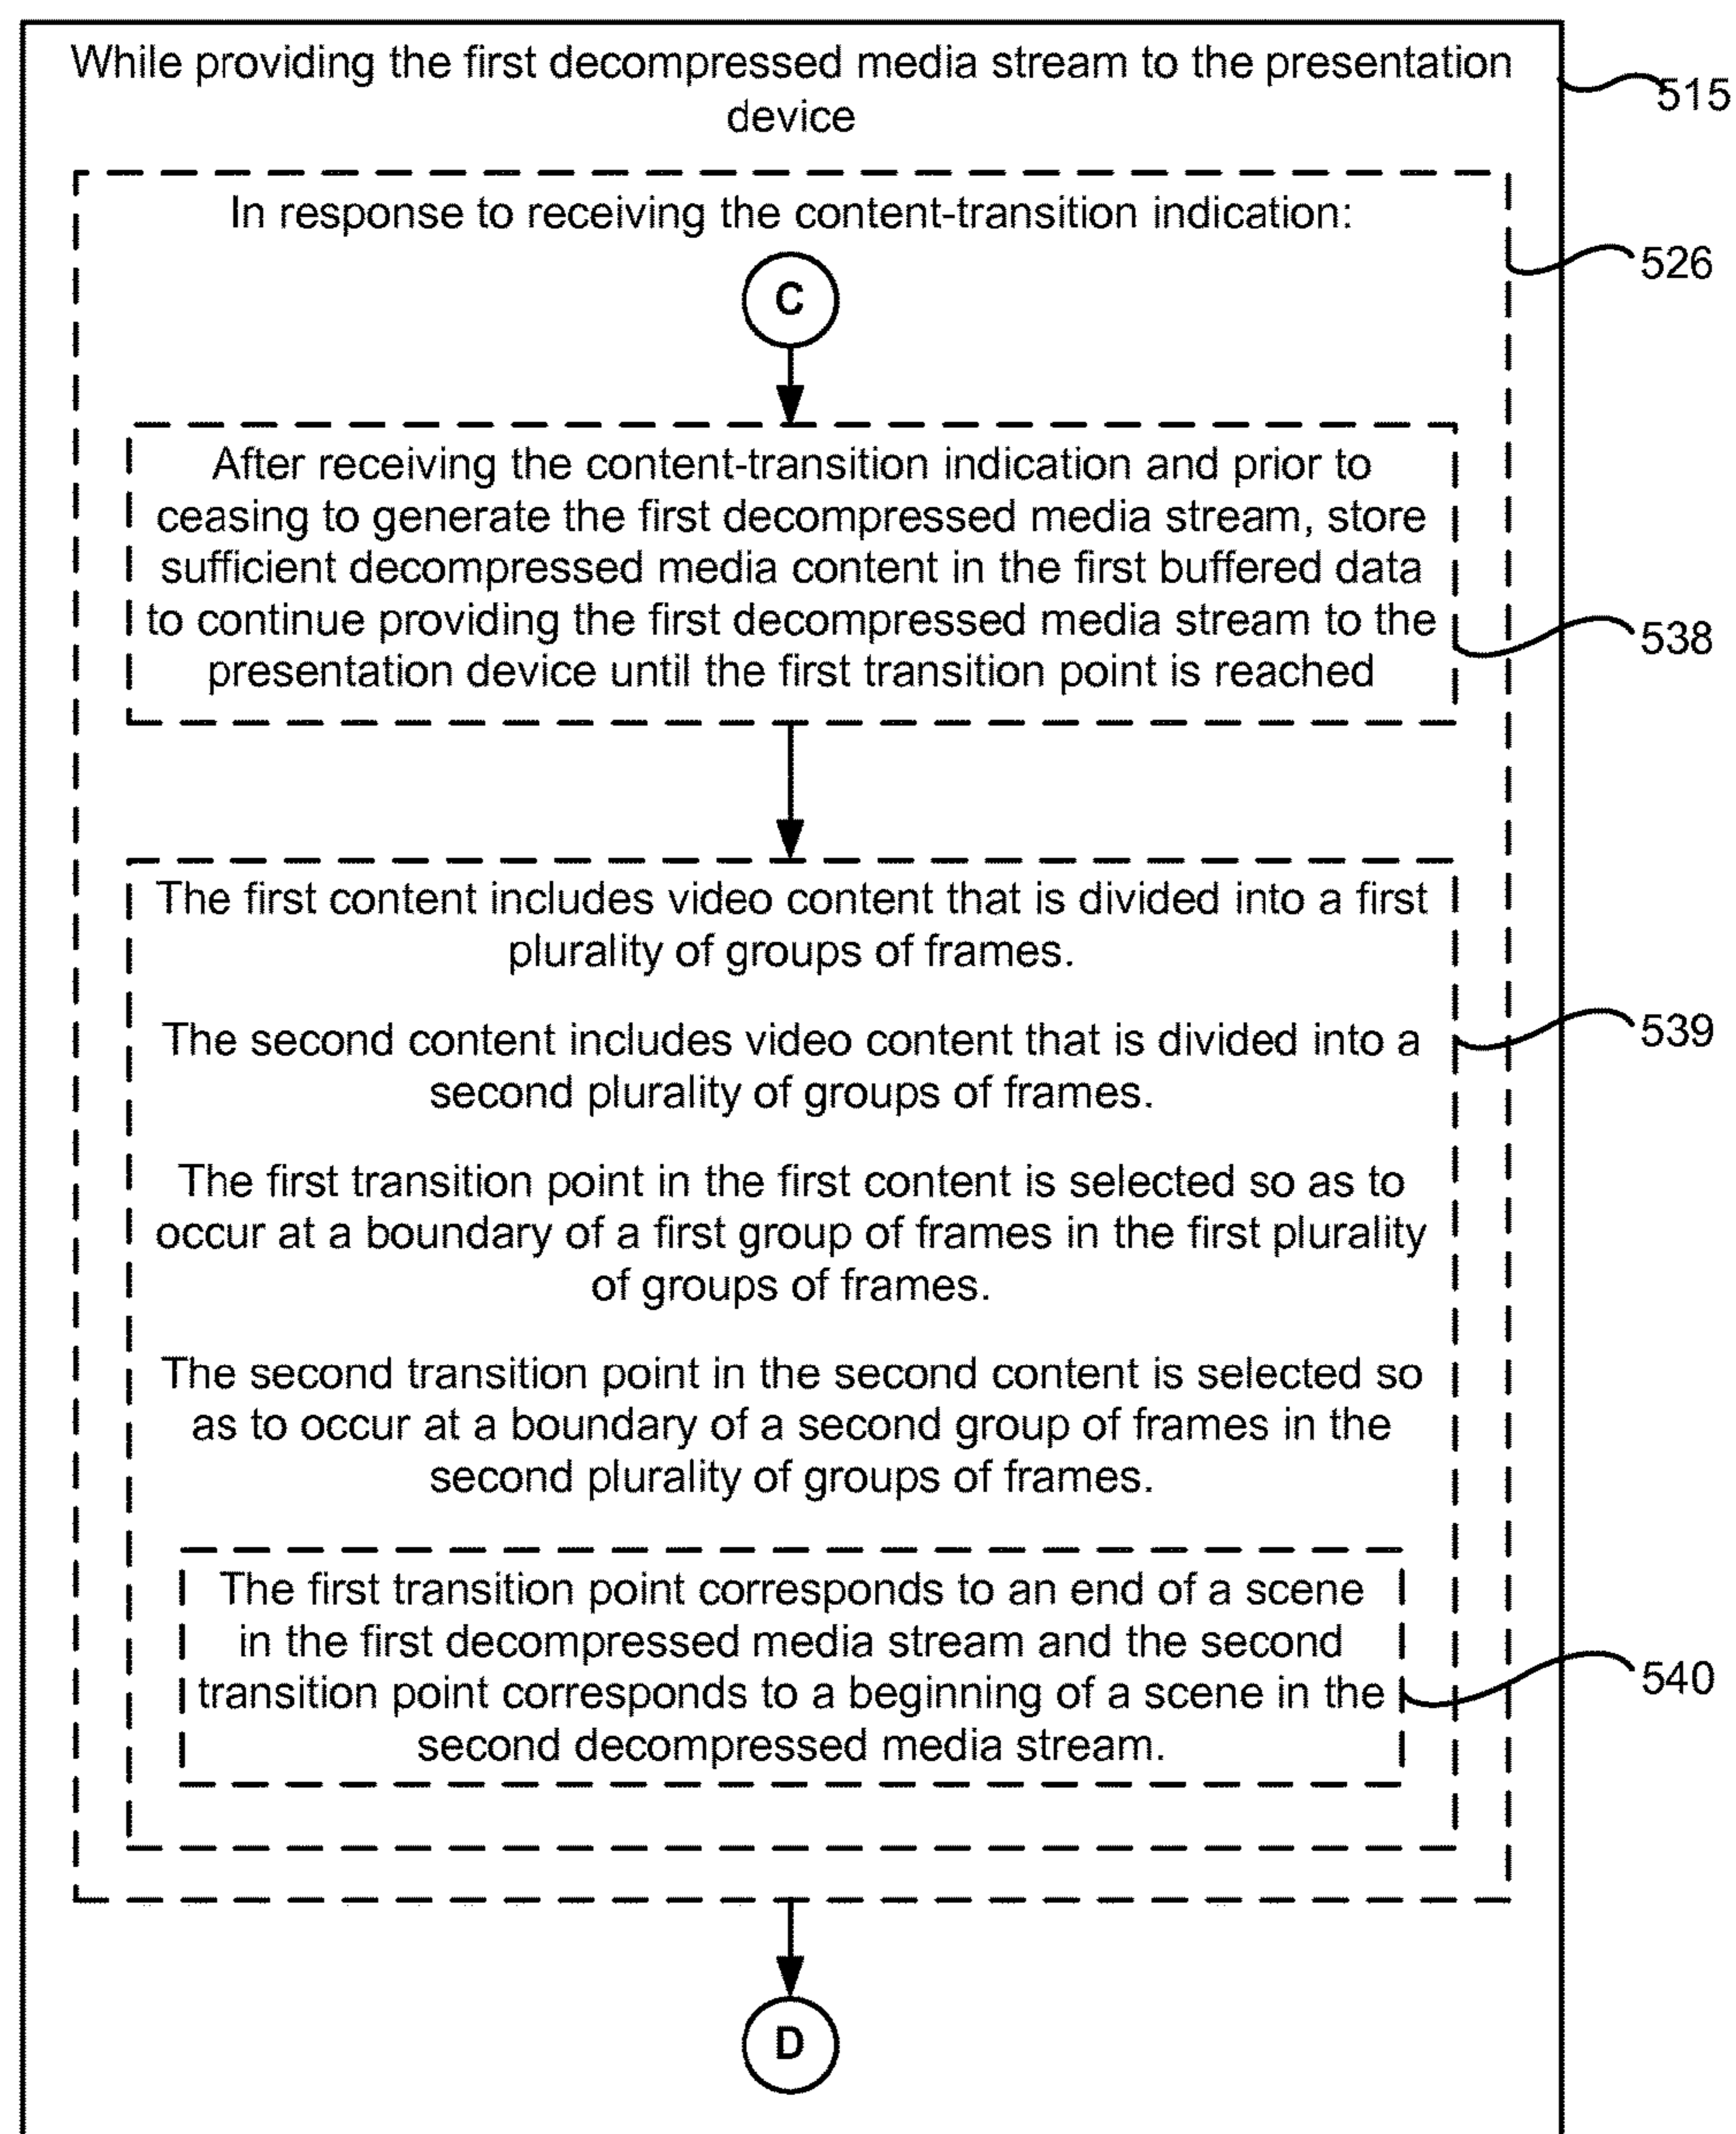 While providing the first decompressed media stream to the presentation
device
515
In response to receiving the content-transition indication:
526
C
After receiving the content-transition indication and prior to
ceasing to generate the first decompressed media stream, store
sufficient decompressed media content in the first buffered data
to continue providing the first decompressed media stream to the
presentation device until the first transition point is reached
538
The first content includes video content that is divided into a first
plurality of groups of frames.
The second content includes video content that is divided into a
second plurality of groups of frames.
539
The first transition point in the first content is selected so as to
occur at a boundary of a first group of frames in the first plurality
of groups of frames.
The second transition point in the second content is selected so
as to occur at a boundary of a second group of frames in the
second plurality of groups of frames.
The first transition point corresponds to an end of a scene
in the first decompressed media stream and the second
transition point corresponds to a beginning of a scene in the
second decompressed media stream.
540
D